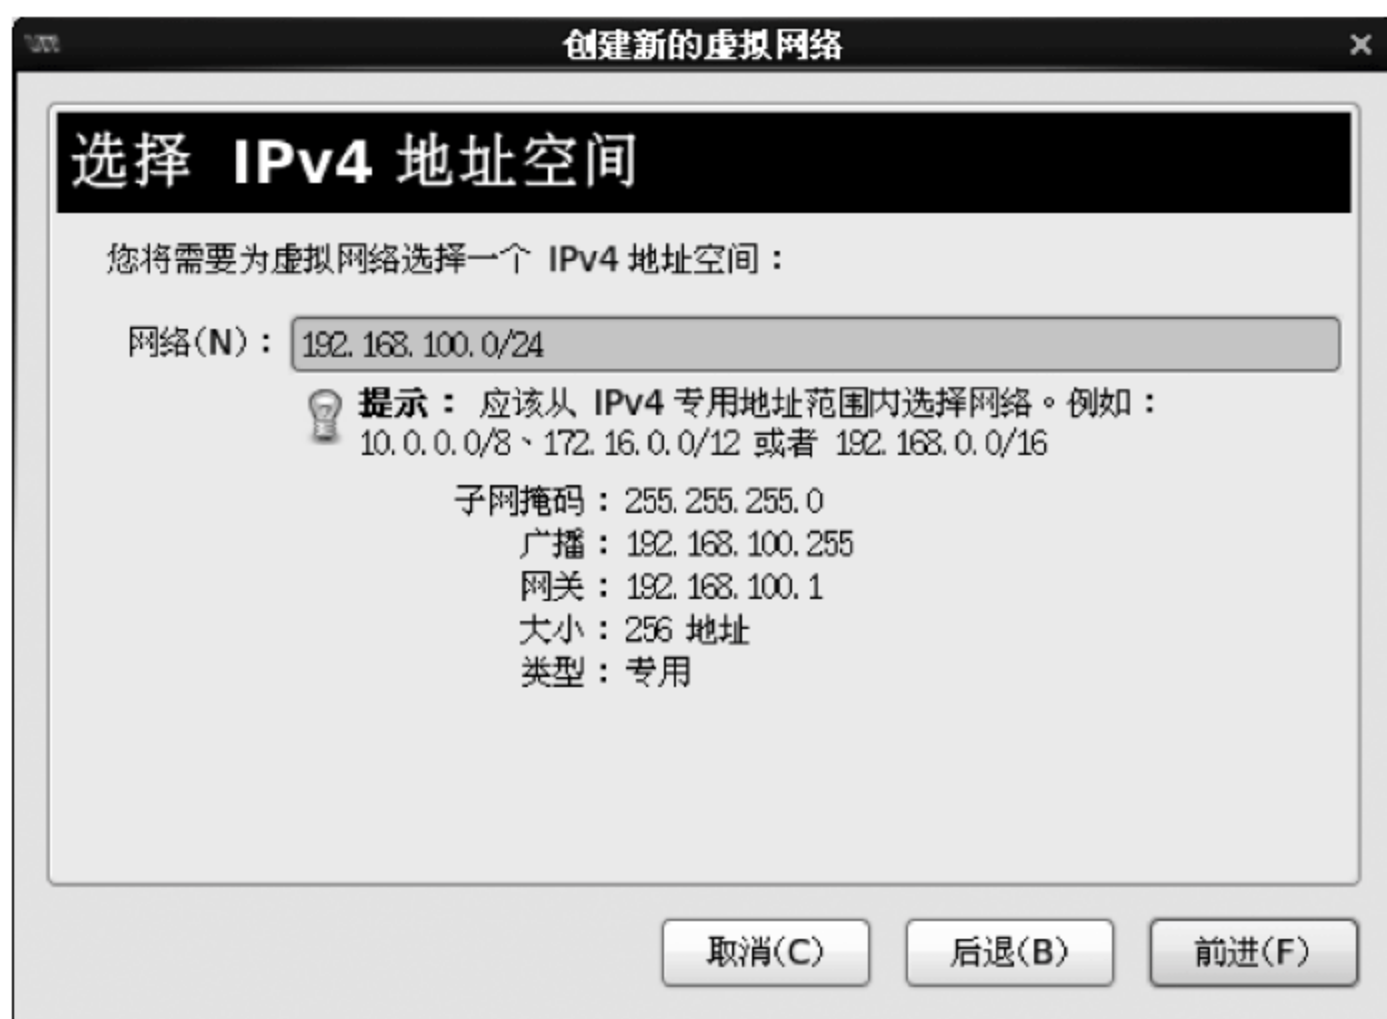 创建新的虚拟网络
选择 IPv4 地址空间
您将需要为虚拟网络选择一个 IPv4 地址空间：
网络(N)： 192.168.100.0/24
提示： 应该从 IPv4 专用地址范围内选择网络。例如：
10.0.0.0/8、172.16.0.0/12 或者 192.168.0.0/16
子网掩码：255.255.255.0
广播：192.168.100.255
网关：192.168.100.1
大小：256 地址
类型：专用
取消(C) 后退(B) 前进(F)